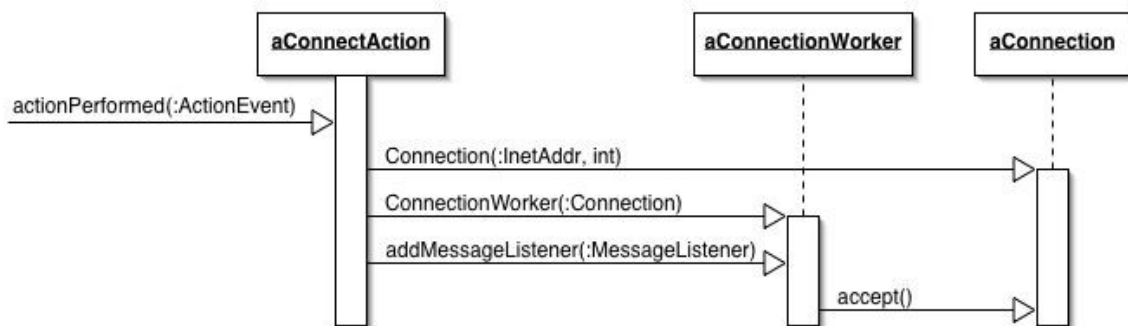 aConnectAction
aConnectionWorker
aConnection
actionPerformed(:ActionEvent)
Connection(:InetAddr, int)
ConnectionWorker(:Connection)
addMessageListener(:MessageListener)
accept()